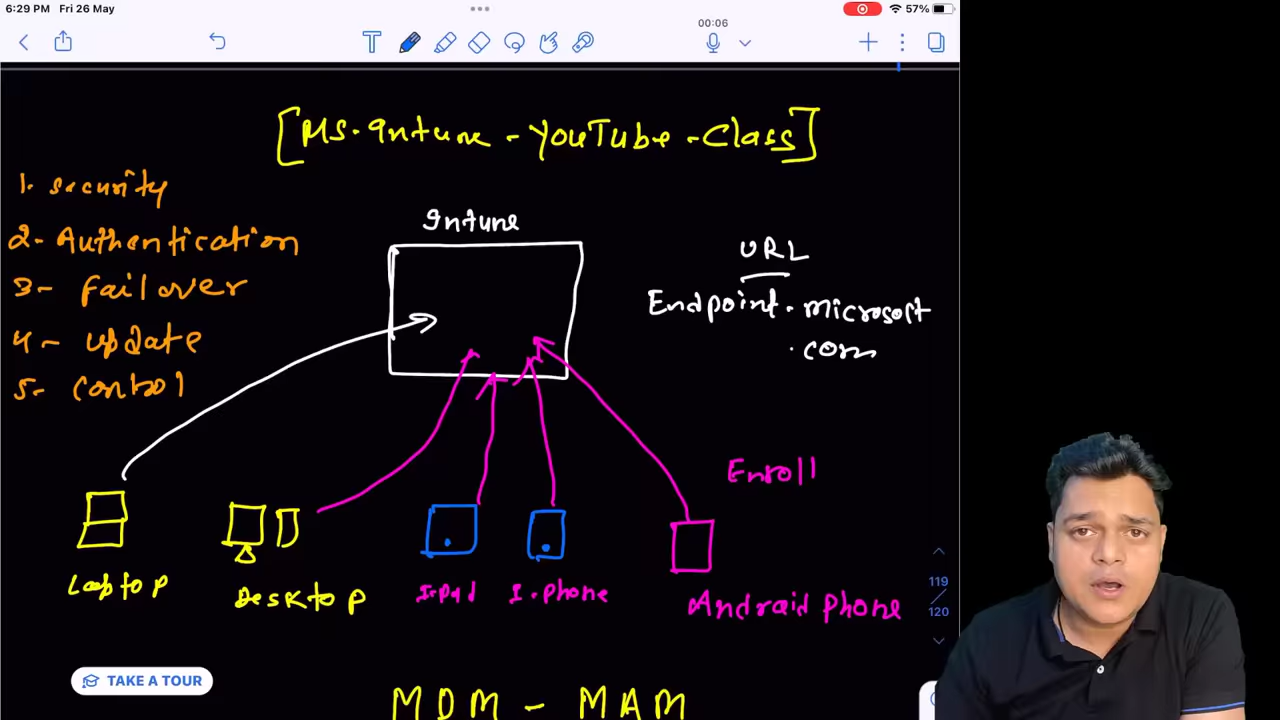 6:29 PM Fri 26 May
57%
00:06
T
[MS.Intune - YouTube - Class]
1. security
2- Authentication
3- failover
4- update
5- control
Intune
URL
Endpoint.microsoft
.com
Enroll
Laptop
Desktop
I-pad
I-phone
Andraid phone
119
120
TAKE A TOUR
MDM - MAM